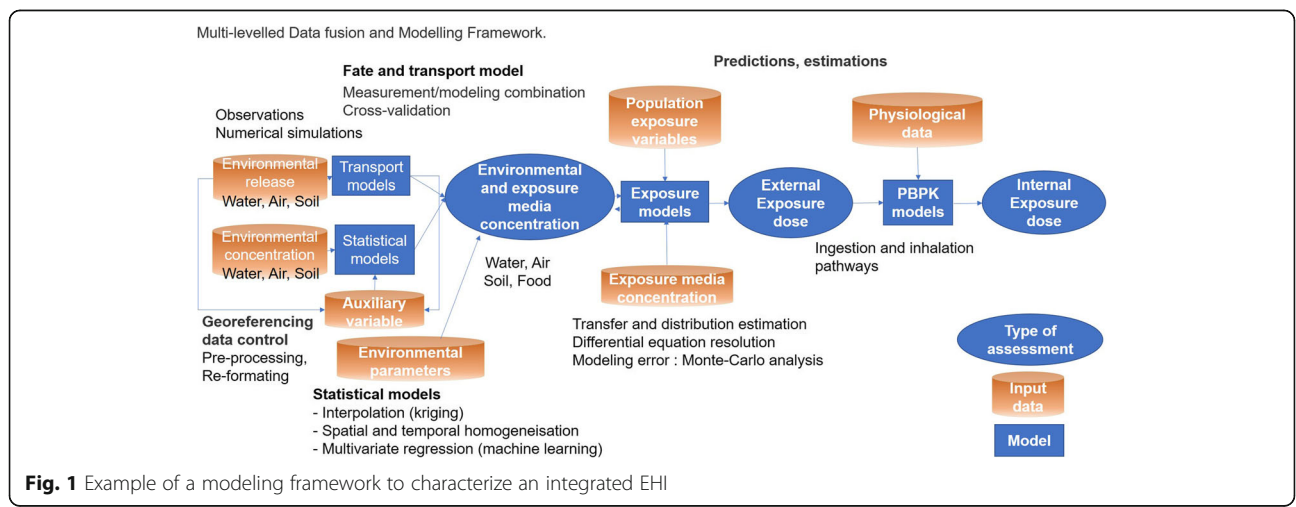 Multi-levelled Data fusion and Modelling Framework.
Fate and transport model
Measurement/modeling combination
Cross-validation
Predictions, estimations
Observations
Numerical simulations
Environmental
release
Water, Air, Soil
Transport
models
Environmental
concentration
Water, Air, Soil
Statistical
models
Auxiliary
variable
Georeferencing
data control
Pre-processing,
Re-formating
Environmental
parameters
Statistical models
- Interpolation (kriging)
- Spatial and temporal homogeneisation
- Multivariate regression (machine learning)
Environmental
and exposure
media
concentration
Water, Air
Soil, Food
Population
exposure
variables
Exposure
models
Exposure media
concentration
Transfer and distribution estimation
Differential equation resolution
Modeling error : Monte-Carlo analysis
External
Exposure
dose
Physiological
data
PBPK
models
Ingestion and inhalation
pathways
Internal
Exposure
dose
Type of
assessment
Input
data
Model
Fig. 1 Example of a modeling framework to characterize an integrated EHI